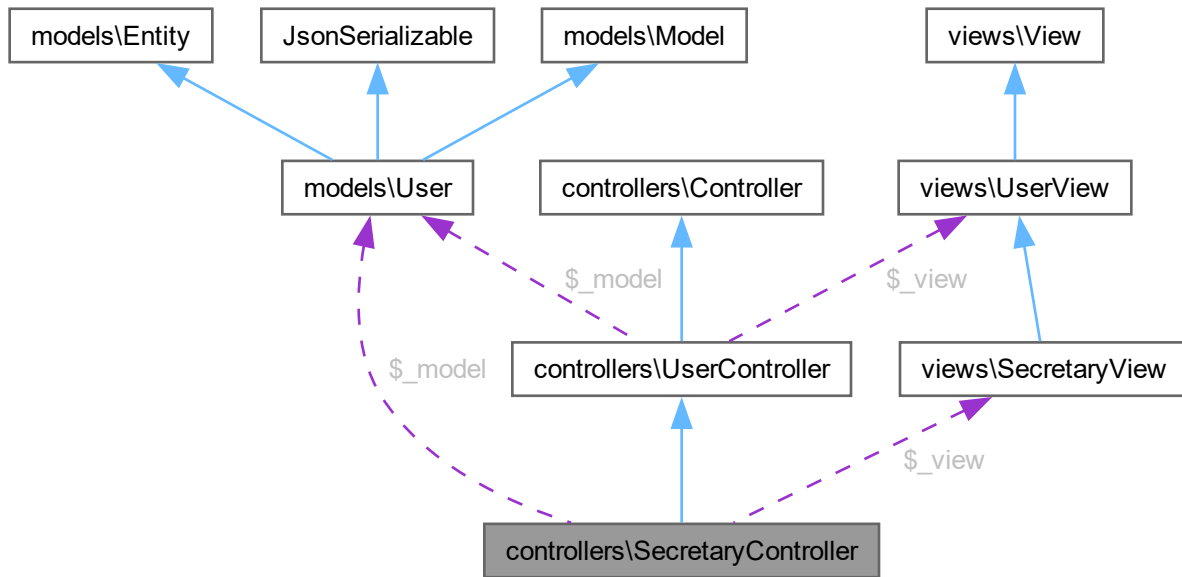 models\Entity
JsonSerializable
models\Model
views\View
models\User
controllers\Controller
views\UserView
$_model
$_view
$_model
controllers\UserController
views\SecretaryView
$_view
controllers\SecretaryController